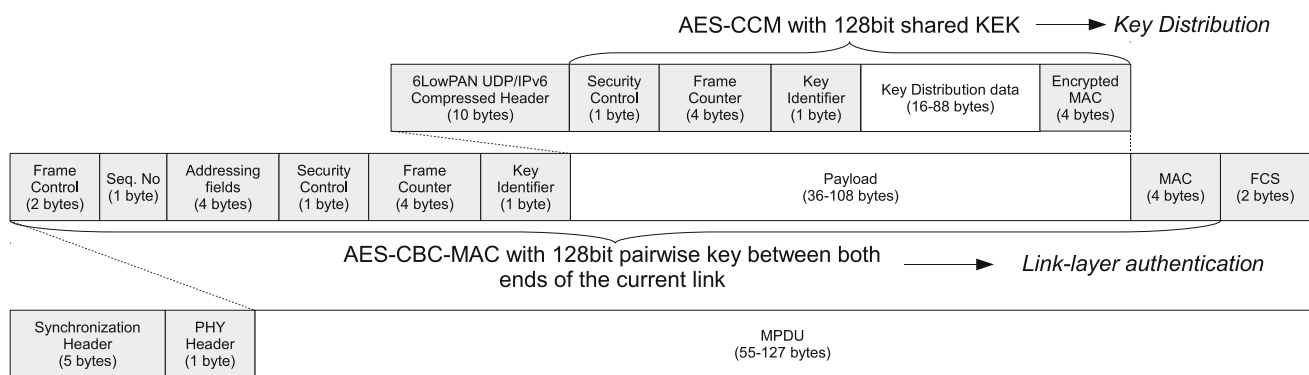 AES-CCM with 128bit shared KEK
Key Distribution
6LowPAN UDP/IPv6
Compressed Header
(10 bytes)
Security
Control
(1 byte)
Frame
Counter
(4 bytes)
Key
Identifier
(1 byte)
Key Distribution data
(16-88 bytes)
Encrypted
MAC
(4 bytes)
Frame
Control
(2 bytes)
Seq. No
(1 byte)
Addressing
fields
(4 bytes)
Security
Control
(1 byte)
Frame
Counter
(4 bytes)
Key
Identifier
(1 byte)
Payload
(36-108 bytes)
MAC
(4 bytes)
FCS
(2 bytes)
AES-CBC-MAC with 128bit pairwise key between both
ends of the current link
Link-layer authentication
Synchronization
Header
(5 bytes)
PHY
Header
(1 byte)
MPDU
(55-127 bytes)